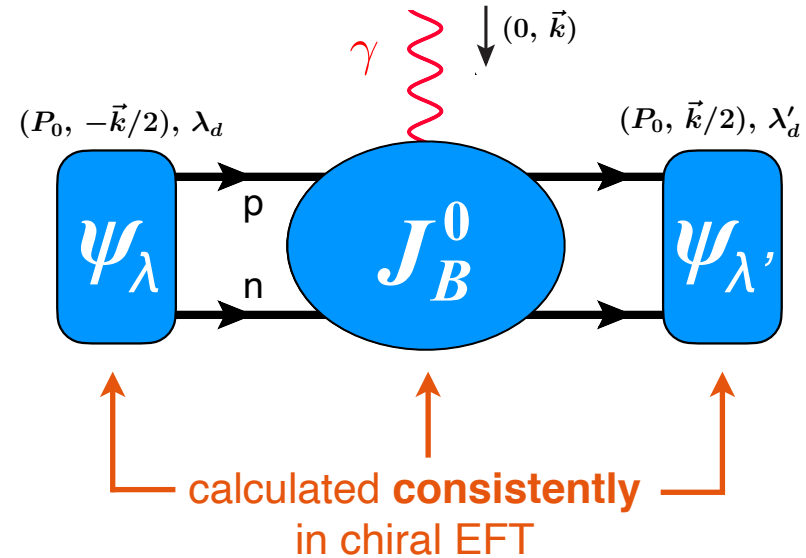 γ
(0, k⃗)
(P₀, −k⃗/2), λ_d
(P₀, k⃗/2), λ′_d
p
n
ψ_λ
J_B^0
ψ_λ'
calculated consistently
in chiral EFT